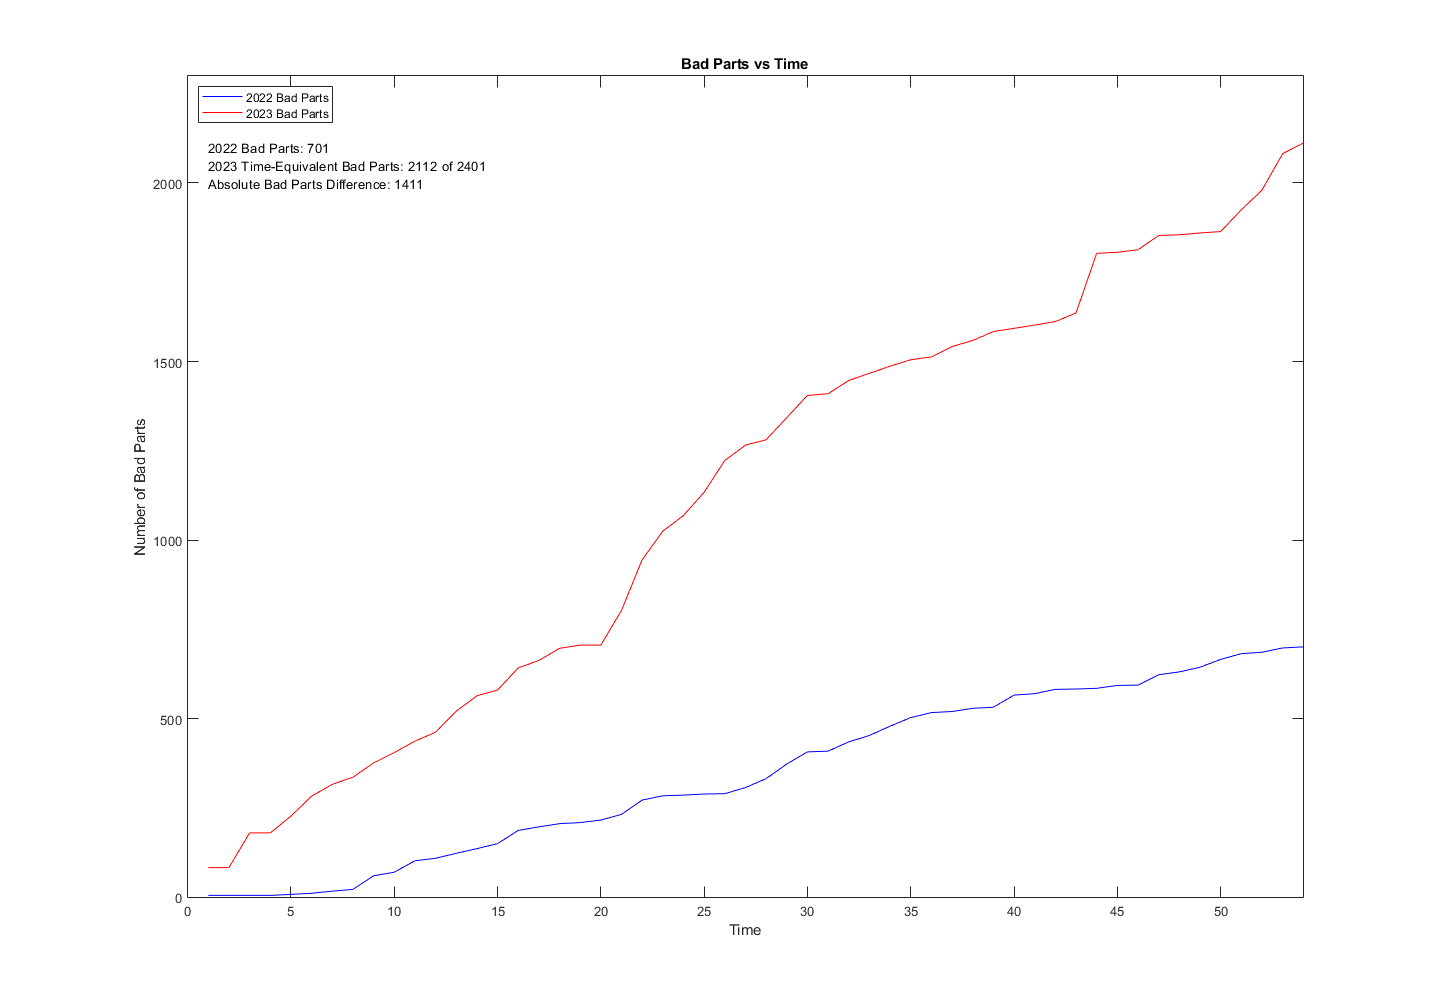 Bad Parts vs Time
2022 Bad Parts
2023 Bad Parts
2022 Bad Parts: 701
2023 Time-Equivalent Bad Parts: 2112 of 2401
Absolute Bad Parts Difference: 1411
2000
1500
1000
500
0
Number of Bad Parts
0 5 10 15 20 25 30 35 40 45 50
Time